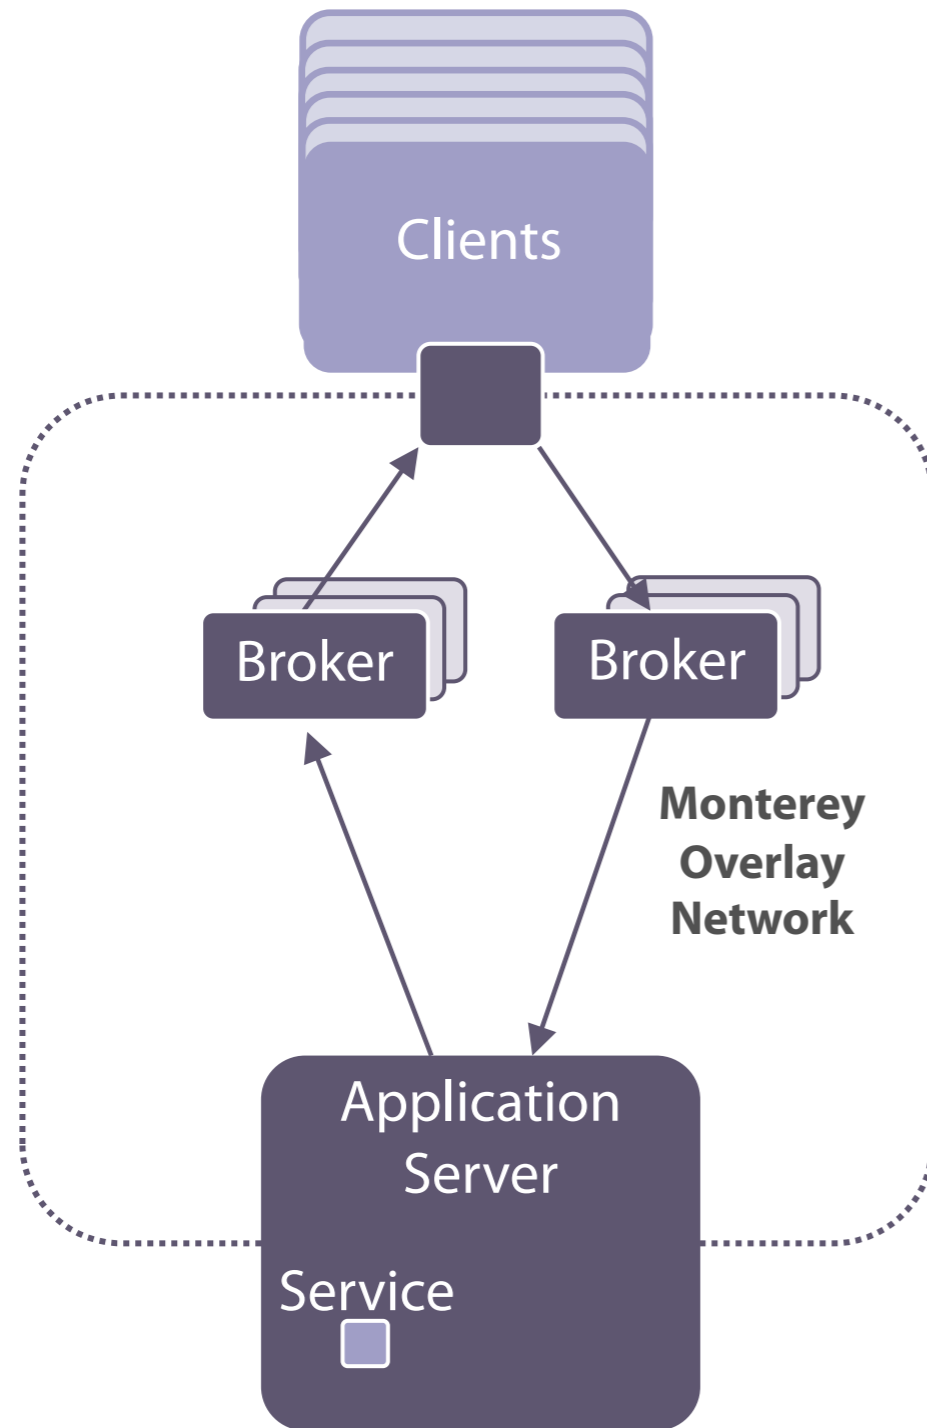 Clients
Broker
Broker
Monterey
Overlay
Network
Application
Server
Service